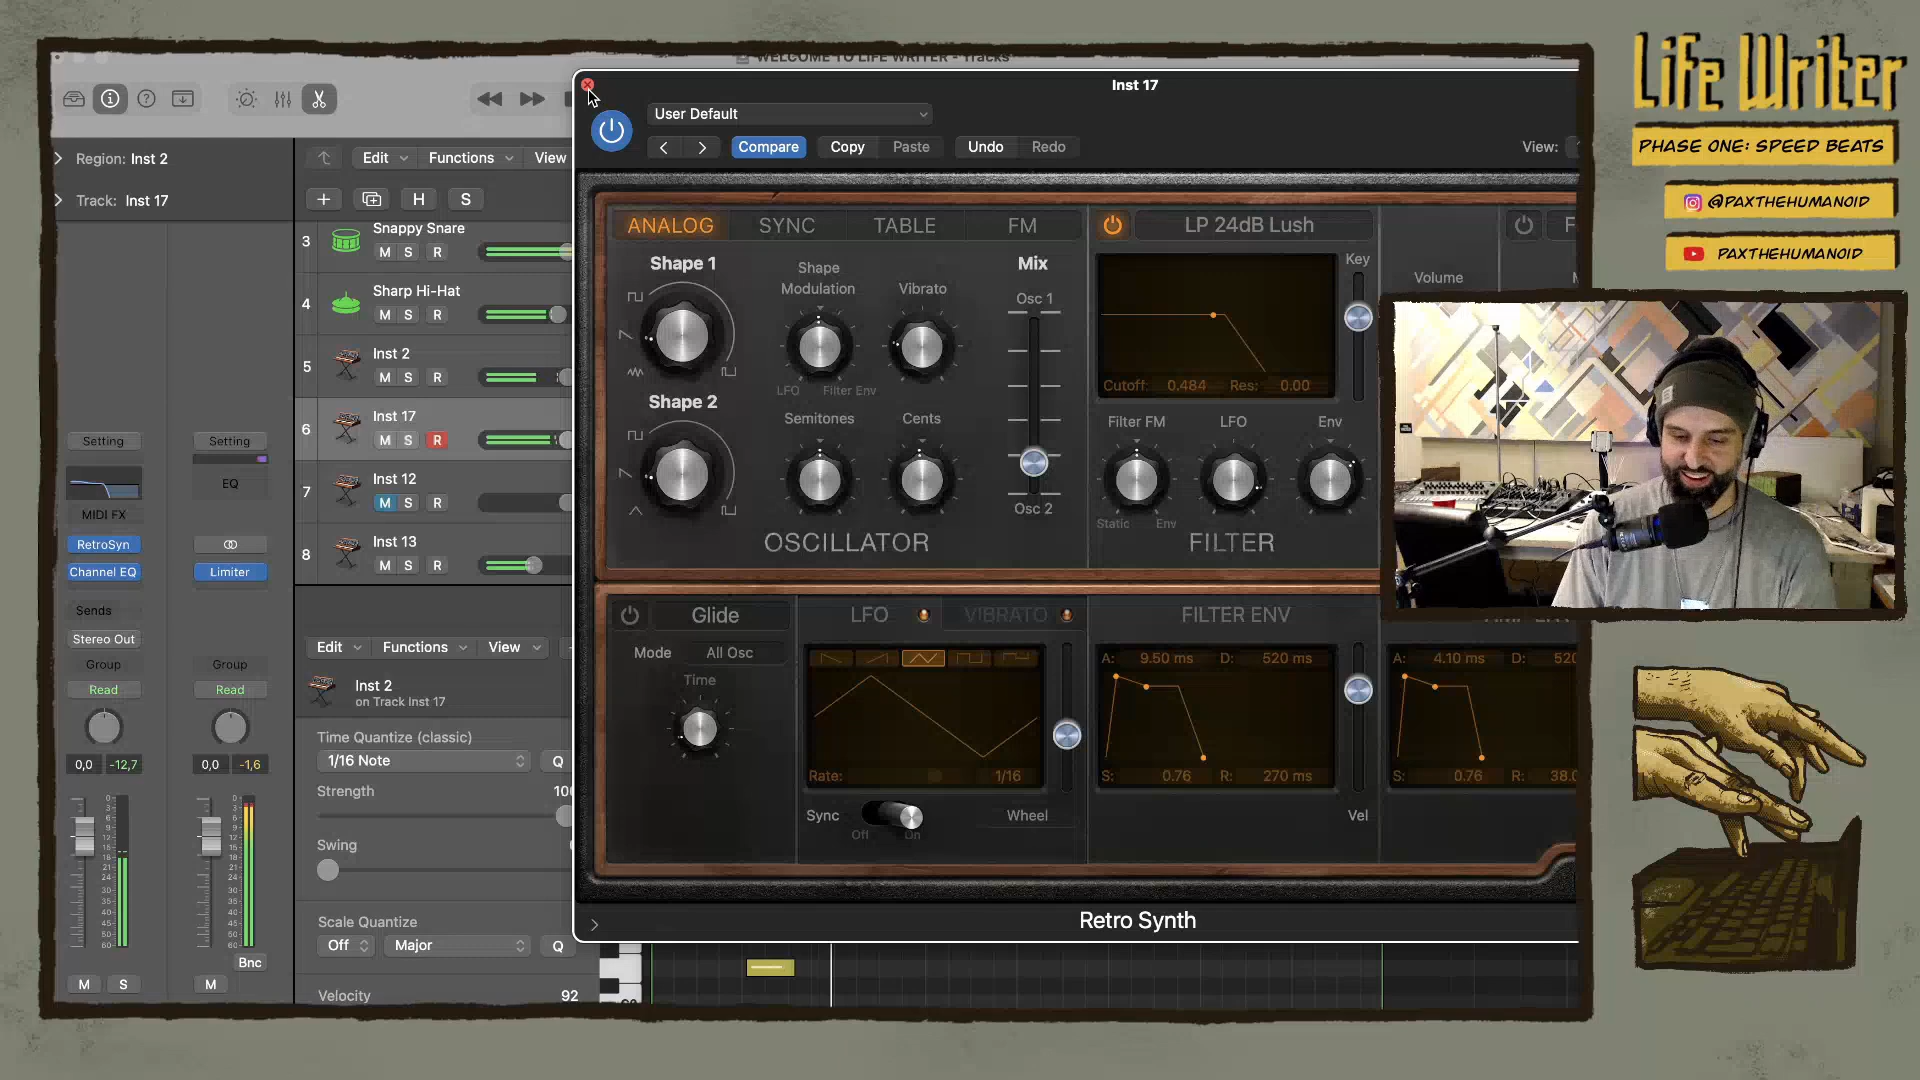 WELCOME TO LIFE WRITER - Tracks
Life Writer
PHASE ONE: SPEED BEATS
@PAXTHEHUMANOID
PAXTHEHUMANOID
Region: Inst 2
Track: Inst 17
Edit
Functions
View
H
S
3
Snappy Snare
M S R
4
Sharp Hi-Hat
M S R
5
Inst 2
M S R
6
Inst 17
M S R
7
Inst 12
M S R
8
Inst 13
M S R
Setting
Setting
EQ
MIDI FX
RetroSyn
Channel EQ
Limiter
Sends
Stereo Out
Group
Group
Read
Read
0,0
-12,7
0,0
-1,6
Bnc
M
S
M
Edit
Functions
View
Inst 2
on Track Inst 17
Time Quantize (classic)
1/16 Note
Q
Strength
Swing
Scale Quantize
Off
Major
Q
Velocity
92
Inst 17
User Default
Compare
Copy
Paste
Undo
Redo
View:
ANALOG
SYNC
TABLE
FM
LP 24dB Lush
Shape 1
Shape
Modulation
Vibrato
Mix
Osc 1
Key
Volume
LFO
Filter Env
Cutoff: 0.484
Res: 0.00
Shape 2
Semitones
Cents
Filter FM
LFO
Env
Osc 2
Static
Env
OSCILLATOR
FILTER
Glide
LFO
VIBRATO
FILTER ENV
Mode
All Osc
Time
A: 9.50 ms
D: 520 ms
A: 4.10 ms
D:
Rate:
1/16
S: 0.76
R: 270 ms
S: 0.76
R:
Sync
Off
On
Wheel
Vel
Retro Synth